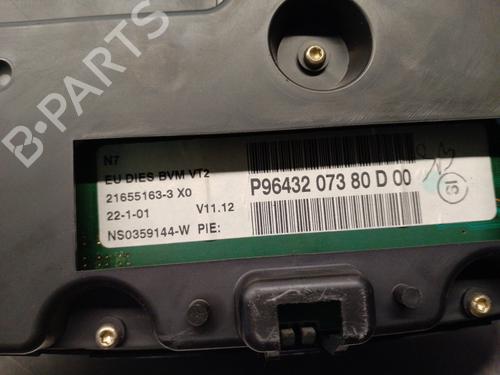 B-PARTS
N7
EU DIES BVM VT2
21655163-3 X0
22-1-01 V11.12
NS0359144-W PIE:
P96432 073 80 D 00